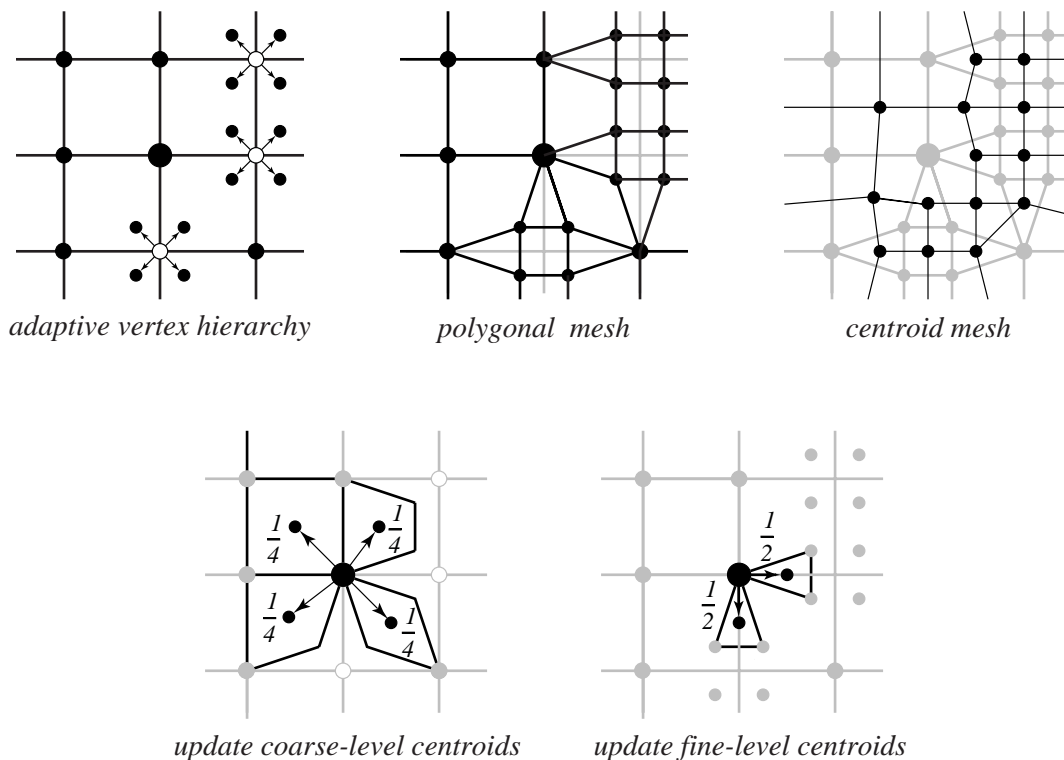 adaptive vertex hierarchy
polygonal mesh
centroid mesh
1
4
1
4
1
4
1
4
1
2
1
2
update coarse-level centroids
update fine-level centroids